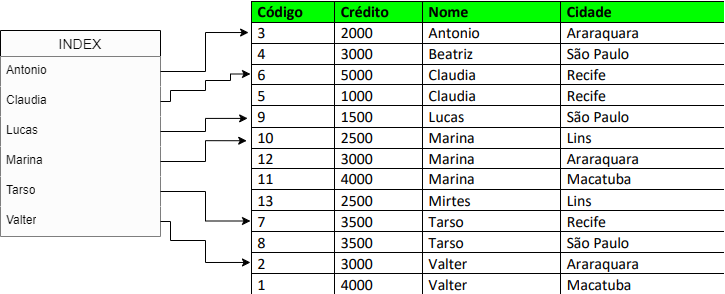 INDEX
Antonio
Claudia
Lucas
Marina
Tarso
Valter
Código Crédito Nome Cidade
3 2000 Antonio Araraquara
4 3000 Beatriz São Paulo
6 5000 Claudia Recife
5 1000 Claudia Recife
9 1500 Lucas São Paulo
10 2500 Marina Lins
12 3000 Marina Araraquara
11 4000 Marina Macatuba
13 2500 Mirtes Lins
7 3500 Tarso Recife
8 3500 Tarso São Paulo
2 3000 Valter Araraquara
1 4000 Valter Macatuba